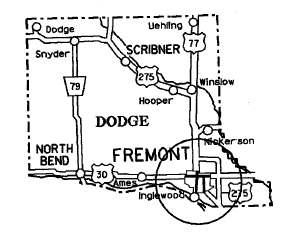 Dodge
Uehling
Snyder
SCRIBNER
77
79
275
Winslow
Hooper
DODGE
Nickerson
NORTH
BEND
FREMONT
30
Ames
Inglewood
275